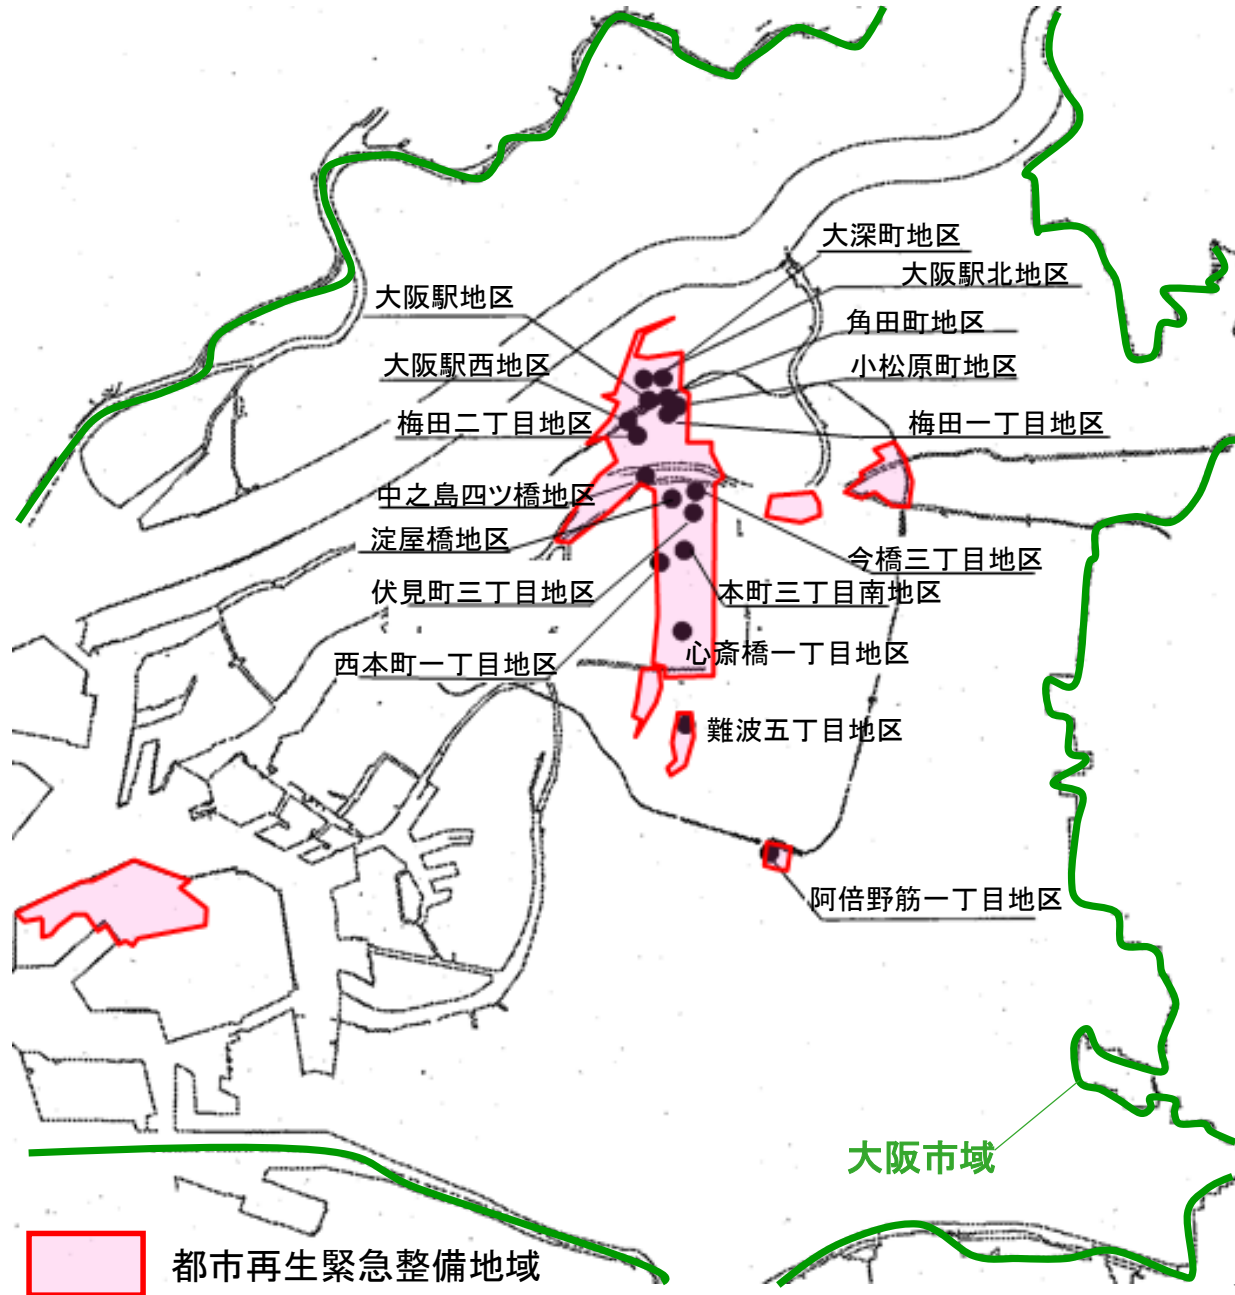 大深町地区
大阪駅北地区
大阪駅地区
角田町地区
大阪駅西地区
小松原町地区
梅田二丁目地区
梅田一丁目地区
中之島四ツ橋地区
淀屋橋地区
今橋三丁目地区
伏見町三丁目地区
本町三丁目南地区
西本町一丁目地区
心斎橋一丁目地区
難波五丁目地区
阿倍野筋一丁目地区
大阪市域
都市再生緊急整備地域